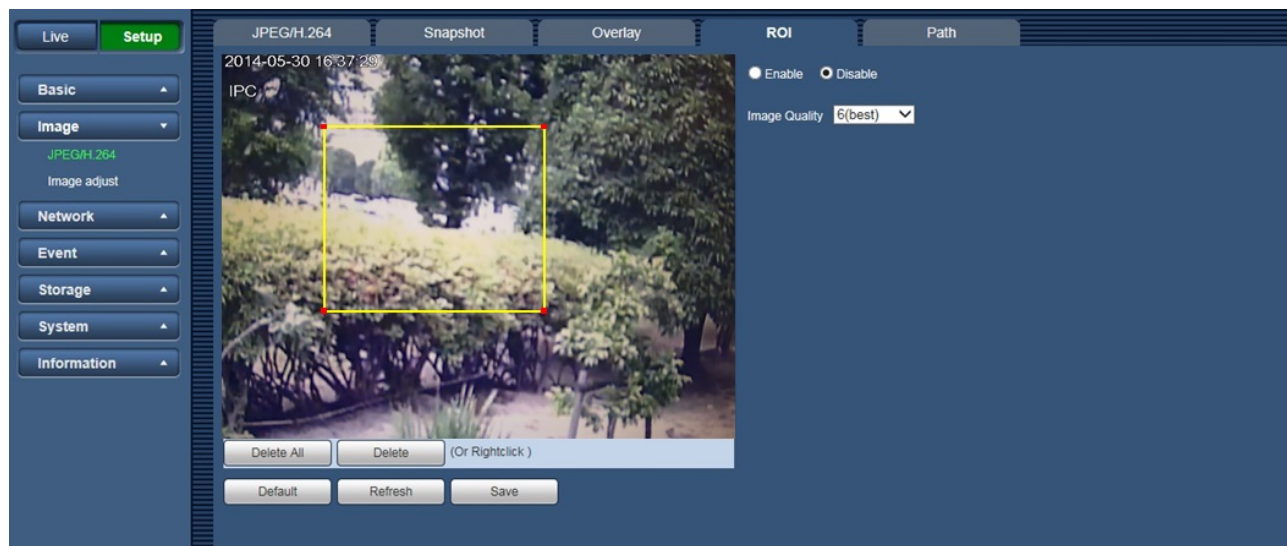 Live Setup
JPEG/H.264 Snapshot Overlay ROI Path
2014-05-30 16:37:29
IPC
Enable Disable
Image Quality 6(best)
Basic
Image
JPEG/H.264
Image adjust
Network
Event
Storage
System
Information
Delete All Delete (Or Rightclick )
Default Refresh Save